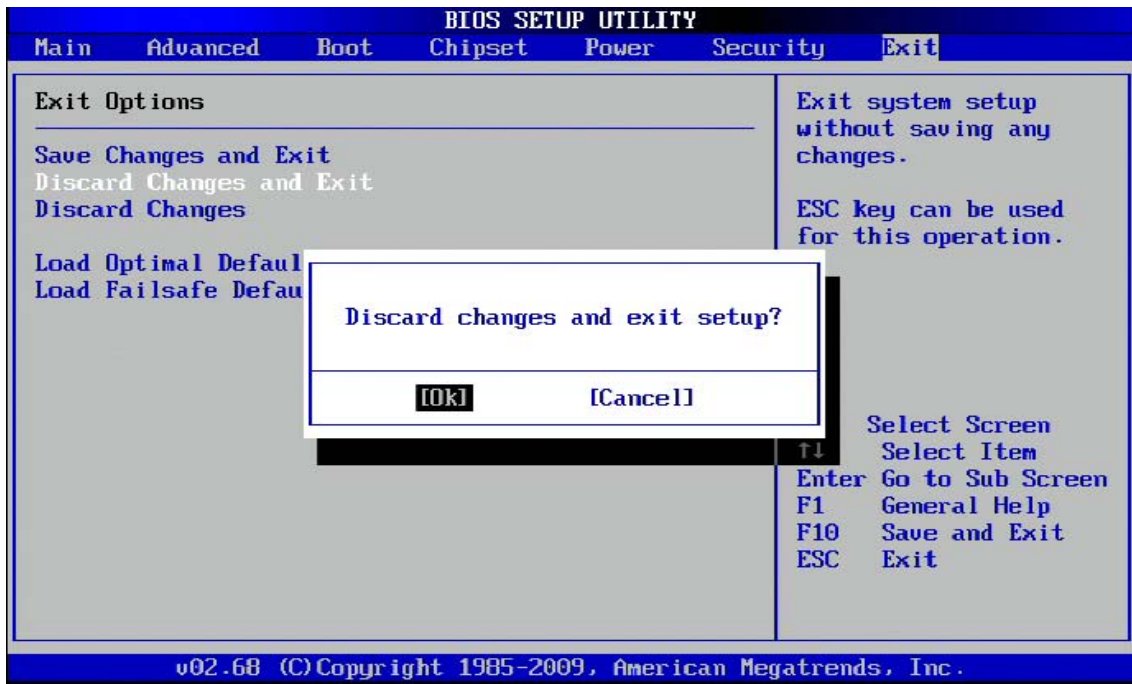 BIOS SETUP UTILITY
Main Advanced Boot Chipset Power Security Exit
Exit Options
Save Changes and Exit
Discard Changes and Exit
Discard Changes
Load Optimal Defaul
Load Failsafe Defau
Discard changes and exit setup?
[Ok] [Cancel]
Exit system setup
without saving any
changes.
ESC key can be used
for this operation.
Select Screen
↑↓ Select Item
Enter Go to Sub Screen
F1 General Help
F10 Save and Exit
ESC Exit
v02.68 (C)Copyright 1985-2009, American Megatrends, Inc.